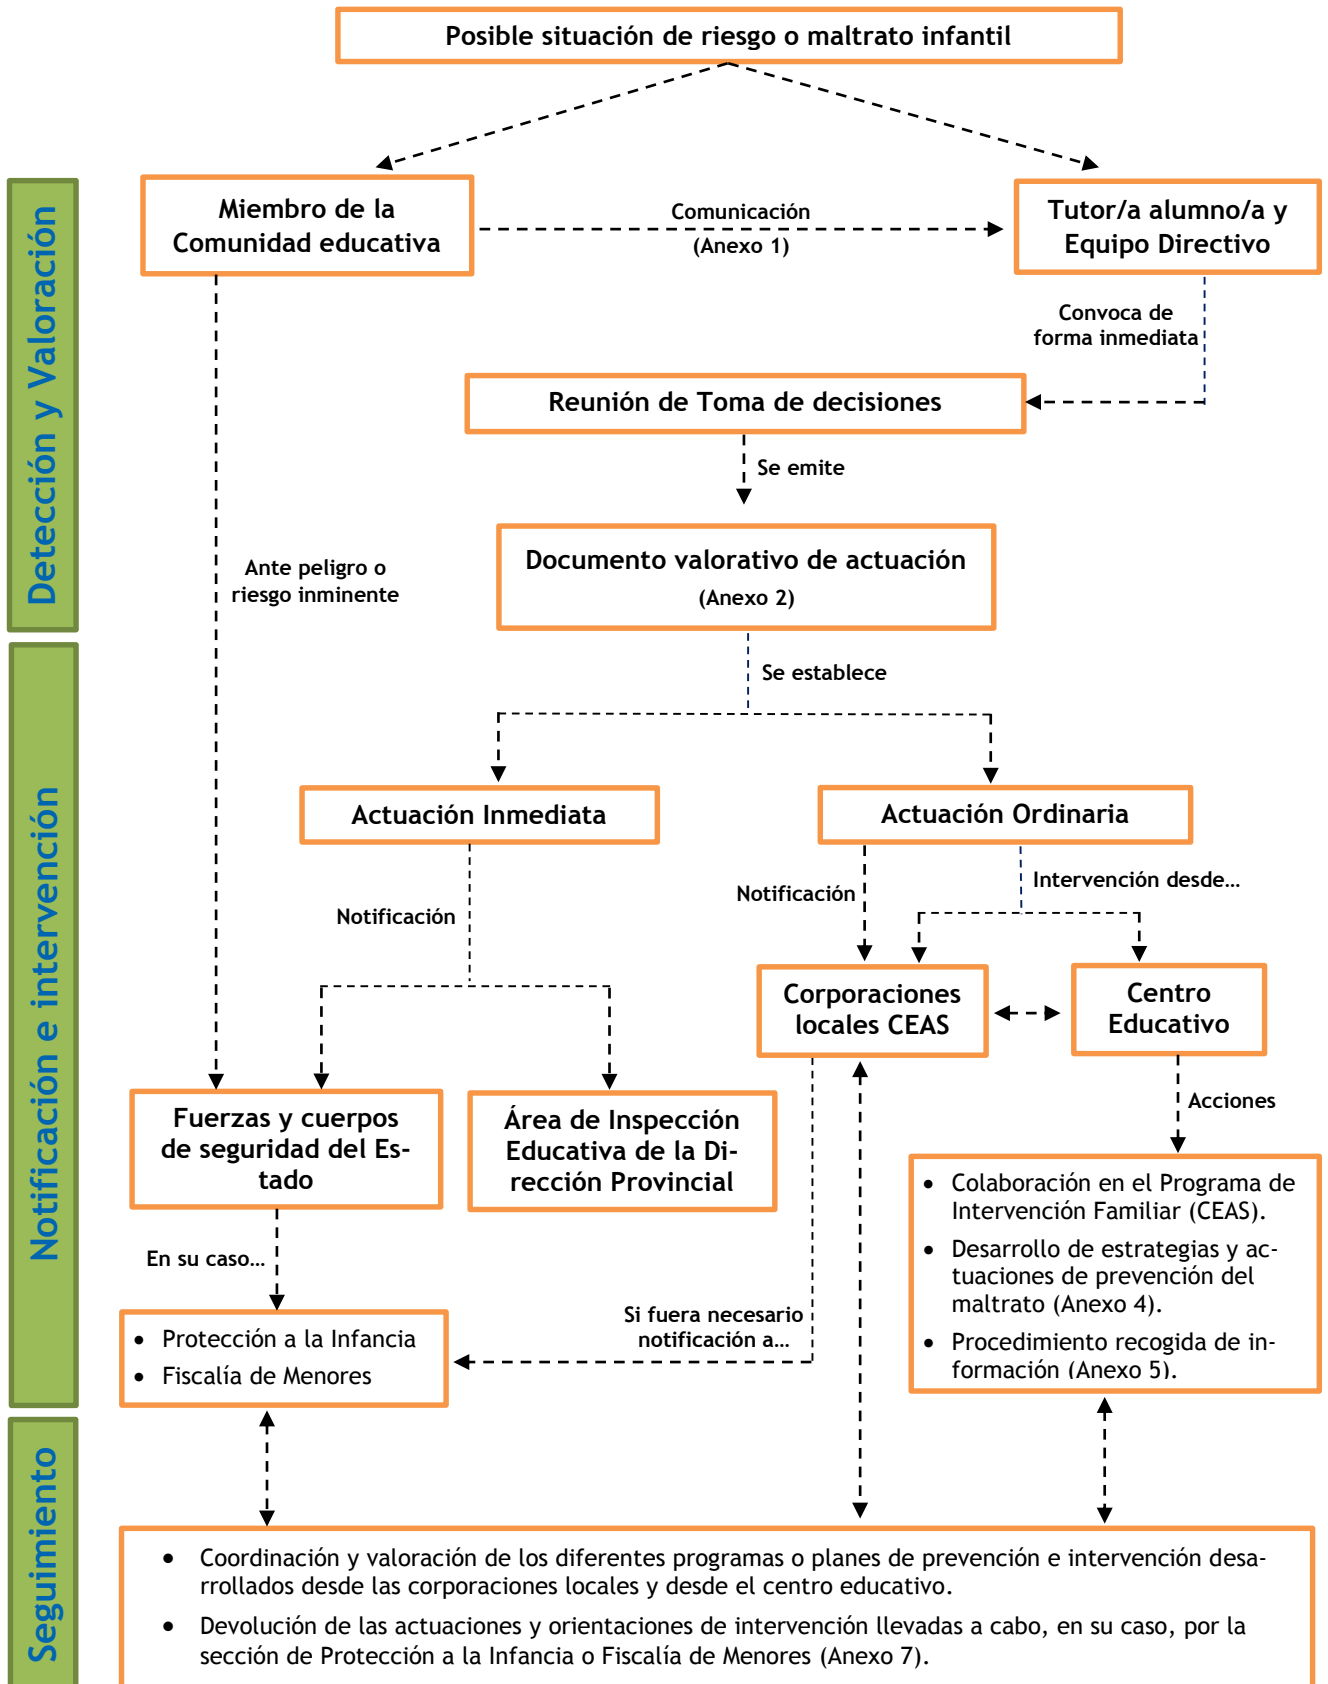 Posible situación de riesgo o maltrato infantil
Detección y Valoración
Miembro de la
Comunidad educativa
Comunicación
(Anexo 1)
Tutor/a alumno/a y
Equipo Directivo
Convoca de
forma inmediata
Reunión de Toma de decisiones
Se emite
Documento valorativo de actuación
(Anexo 2)
Ante peligro o
riesgo inminente
Notificación e intervención
Se establece
Actuación Inmediata
Actuación Ordinaria
Notificación
Notificación
Intervención desde...
Corporaciones
locales CEAS
Centro
Educativo
Acciones
Fuerzas y cuerpos
de seguridad del Es-
tado
Área de Inspección
Educativa de la Di-
rección Provincial
• Colaboración en el Programa de
Intervención Familiar (CEAS).
• Desarrollo de estrategias y ac-
tuaciones de prevención del
maltrato (Anexo 4).
• Procedimiento recogida de in-
formación (Anexo 5).
En su caso...
Si fuera necesario
notificación a...
• Protección a la Infancia
• Fiscalía de Menores
Seguimiento
• Coordinación y valoración de los diferentes programas o planes de prevención e intervención desa-
rrollados desde las corporaciones locales y desde el centro educativo.
• Devolución de las actuaciones y orientaciones de intervención llevadas a cabo, en su caso, por la
sección de Protección a la Infancia o Fiscalía de Menores (Anexo 7).